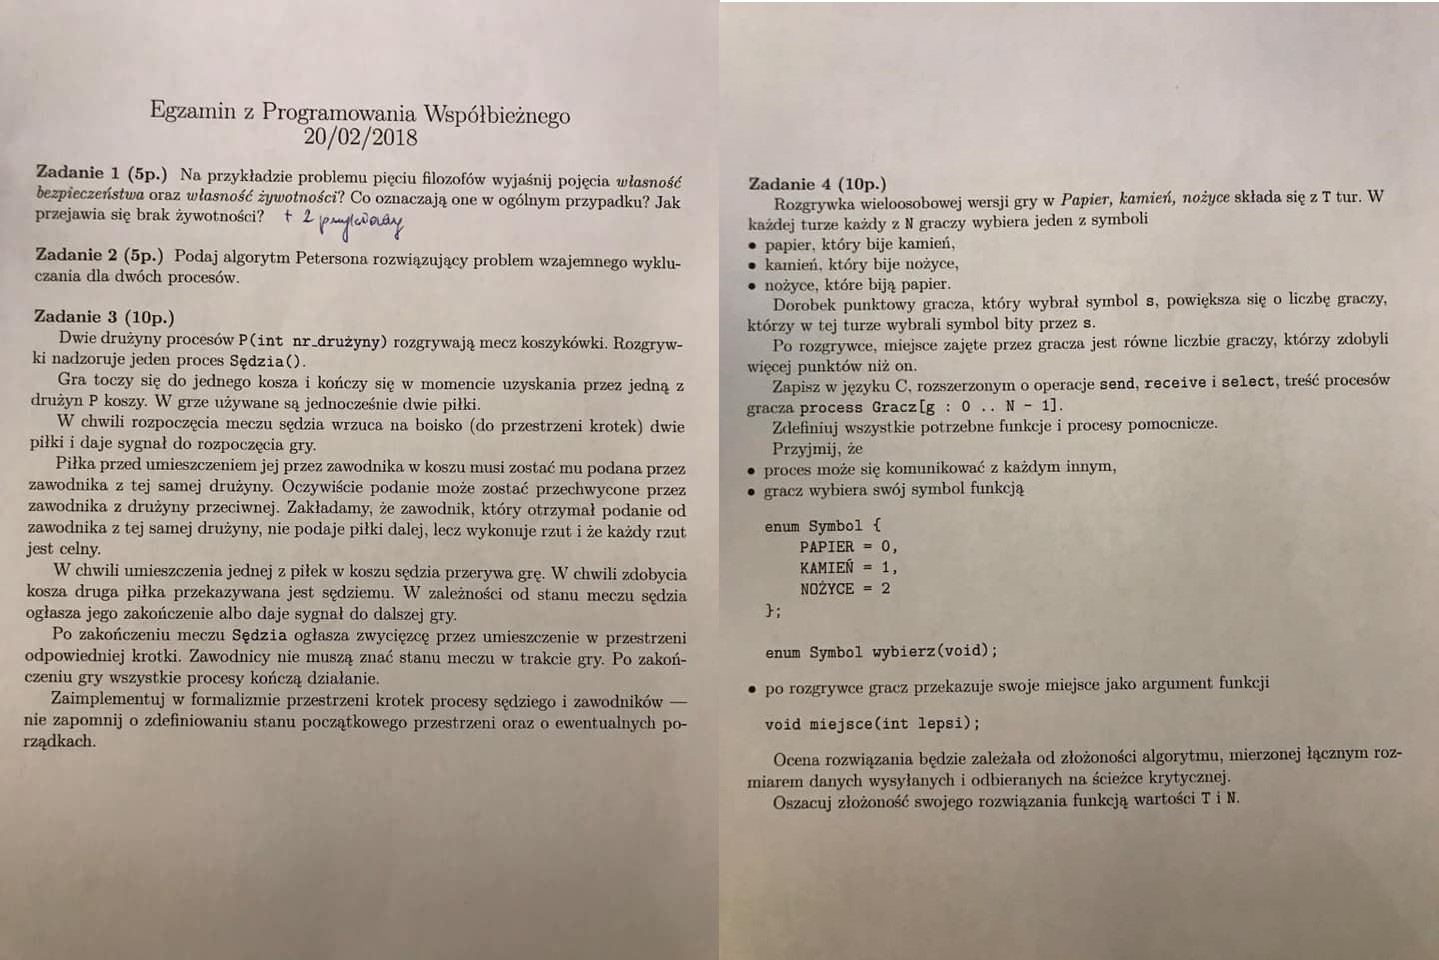 Egzamin z Programowania Współbieżnego
20/02/2018
Zadanie 1 (5p.) Na przykładzie problemu pięciu filozofów wyjaśnij pojęcia własność
bezpieczeństwa oraz własność żywotności? Co oznaczają one w ogólnym przypadku? Jak
przejawia się brak żywotności? + 2 przykłady
Zadanie 2 (5p.) Podaj algorytm Petersona rozwiązujący problem wzajemnego wyklu-
czania dla dwóch procesów.
Zadanie 3 (10p.)
Dwie drużyny procesów P(int nr_drużyny) rozgrywają mecz koszykówki. Rozgryw-
ki nadzoruje jeden proces Sędzia().
Gra toczy się do jednego kosza i kończy się w momencie uzyskania przez jedną z
drużyn P koszy. W grze używane są jednocześnie dwie piłki.
W chwili rozpoczęcia meczu sędzia wrzuca na boisko (do przestrzeni krotek) dwie
piłki i daje sygnał do rozpoczęcia gry.
Piłka przed umieszczeniem jej przez zawodnika w koszu musi zostać mu podana przez
zawodnika z tej samej drużyny. Oczywiście podanie może zostać przechwycone przez
zawodnika z drużyny przeciwnej. Zakładamy, że zawodnik, który otrzymał podanie od
zawodnika z tej samej drużyny, nie podaje piłki dalej, lecz wykonuje rzut i że każdy rzut
jest celny.
W chwili umieszczenia jednej z piłek w koszu sędzia przerywa grę. W chwili zdobycia
kosza druga piłka przekazywana jest sędziemu. W zależności od stanu meczu sędzia
ogłasza jego zakończenie albo daje sygnał do dalszej gry.
Po zakończeniu meczu Sędzia ogłasza zwycięzcę przez umieszczenie w przestrzeni
odpowiedniej krotki. Zawodnicy nie muszą znać stanu meczu w trakcie gry. Po zakoń-
czeniu gry wszystkie procesy kończą działanie.
Zaimplementuj w formalizmie przestrzeni krotek procesy sędziego i zawodników —
nie zapomnij o zdefiniowaniu stanu początkowego przestrzeni oraz o ewentualnych po-
rządkach.
Zadanie 4 (10p.)
Rozgrywka wieloosobowej wersji gry w Papier, kamień, nożyce składa się z T tur. W
każdej turze każdy z N graczy wybiera jeden z symboli
• papier, który bije kamień,
• kamień, który bije nożyce,
• nożyce, które biją papier.
Dorobek punktowy gracza, który wybrał symbol s, powiększa się o liczbę graczy,
którzy w tej turze wybrali symbol bity przez s.
Po rozgrywce, miejsce zajęte przez gracza jest równe liczbie graczy, którzy zdobyli
więcej punktów niż on.
Zapisz w języku C, rozszerzonym o operacje send, receive i select, treść procesów
gracza process Gracz[g : 0 .. N - 1].
Zdefiniuj wszystkie potrzebne funkcje i procesy pomocnicze.
Przyjmij, że
• proces może się komunikować z każdym innym,
• gracz wybiera swój symbol funkcją
enum Symbol {
PAPIER = 0,
KAMIEŃ = 1,
NOŻYCE = 2
};
enum Symbol wybierz(void);
• po rozgrywce gracz przekazuje swoje miejsce jako argument funkcji
void miejsce(int lepsi);
Ocena rozwiązania będzie zależała od złożoności algorytmu, mierzonej łącznym roz-
miarem danych wysyłanych i odbieranych na ścieżce krytycznej.
Oszacuj złożoność swojego rozwiązania funkcją wartości T i N.